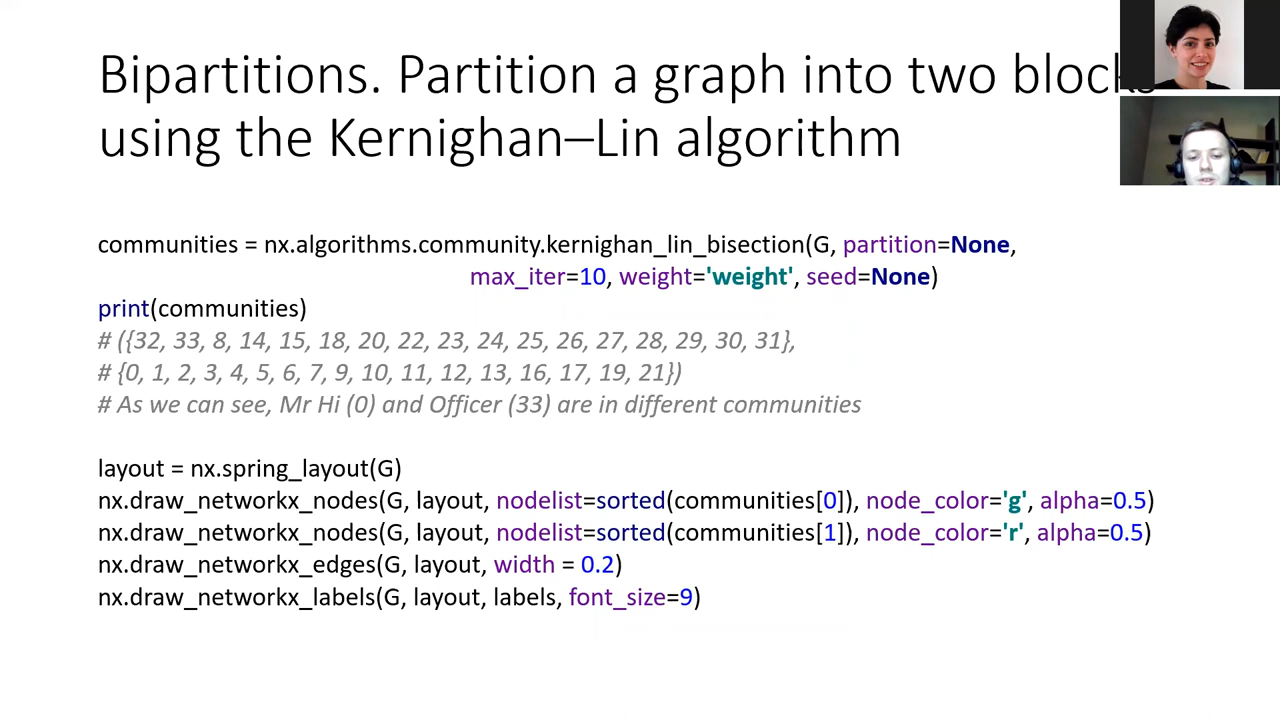 Bipartitions. Partition a graph into two blocks
using the Kernighan–Lin algorithm
communities = nx.algorithms.community.kernighan_lin_bisection(G, partition=None,
max_iter=10, weight='weight', seed=None)
print(communities)
# ({32, 33, 8, 14, 15, 18, 20, 22, 23, 24, 25, 26, 27, 28, 29, 30, 31},
# {0, 1, 2, 3, 4, 5, 6, 7, 9, 10, 11, 12, 13, 16, 17, 19, 21})
# As we can see, Mr Hi (0) and Officer (33) are in different communities
layout = nx.spring_layout(G)
nx.draw_networkx_nodes(G, layout, nodelist=sorted(communities[0]), node_color='g', alpha=0.5)
nx.draw_networkx_nodes(G, layout, nodelist=sorted(communities[1]), node_color='r', alpha=0.5)
nx.draw_networkx_edges(G, layout, width = 0.2)
nx.draw_networkx_labels(G, layout, labels, font_size=9)